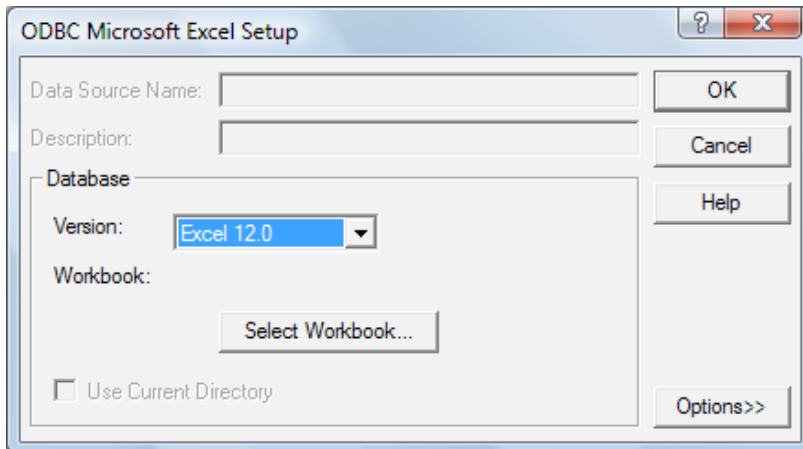 ODBC Microsoft Excel Setup
Data Source Name:
OK
Description:
Cancel
Database
Help
Version:
Excel 12.0
Workbook:
Select Workbook...
Use Current Directory
Options>>